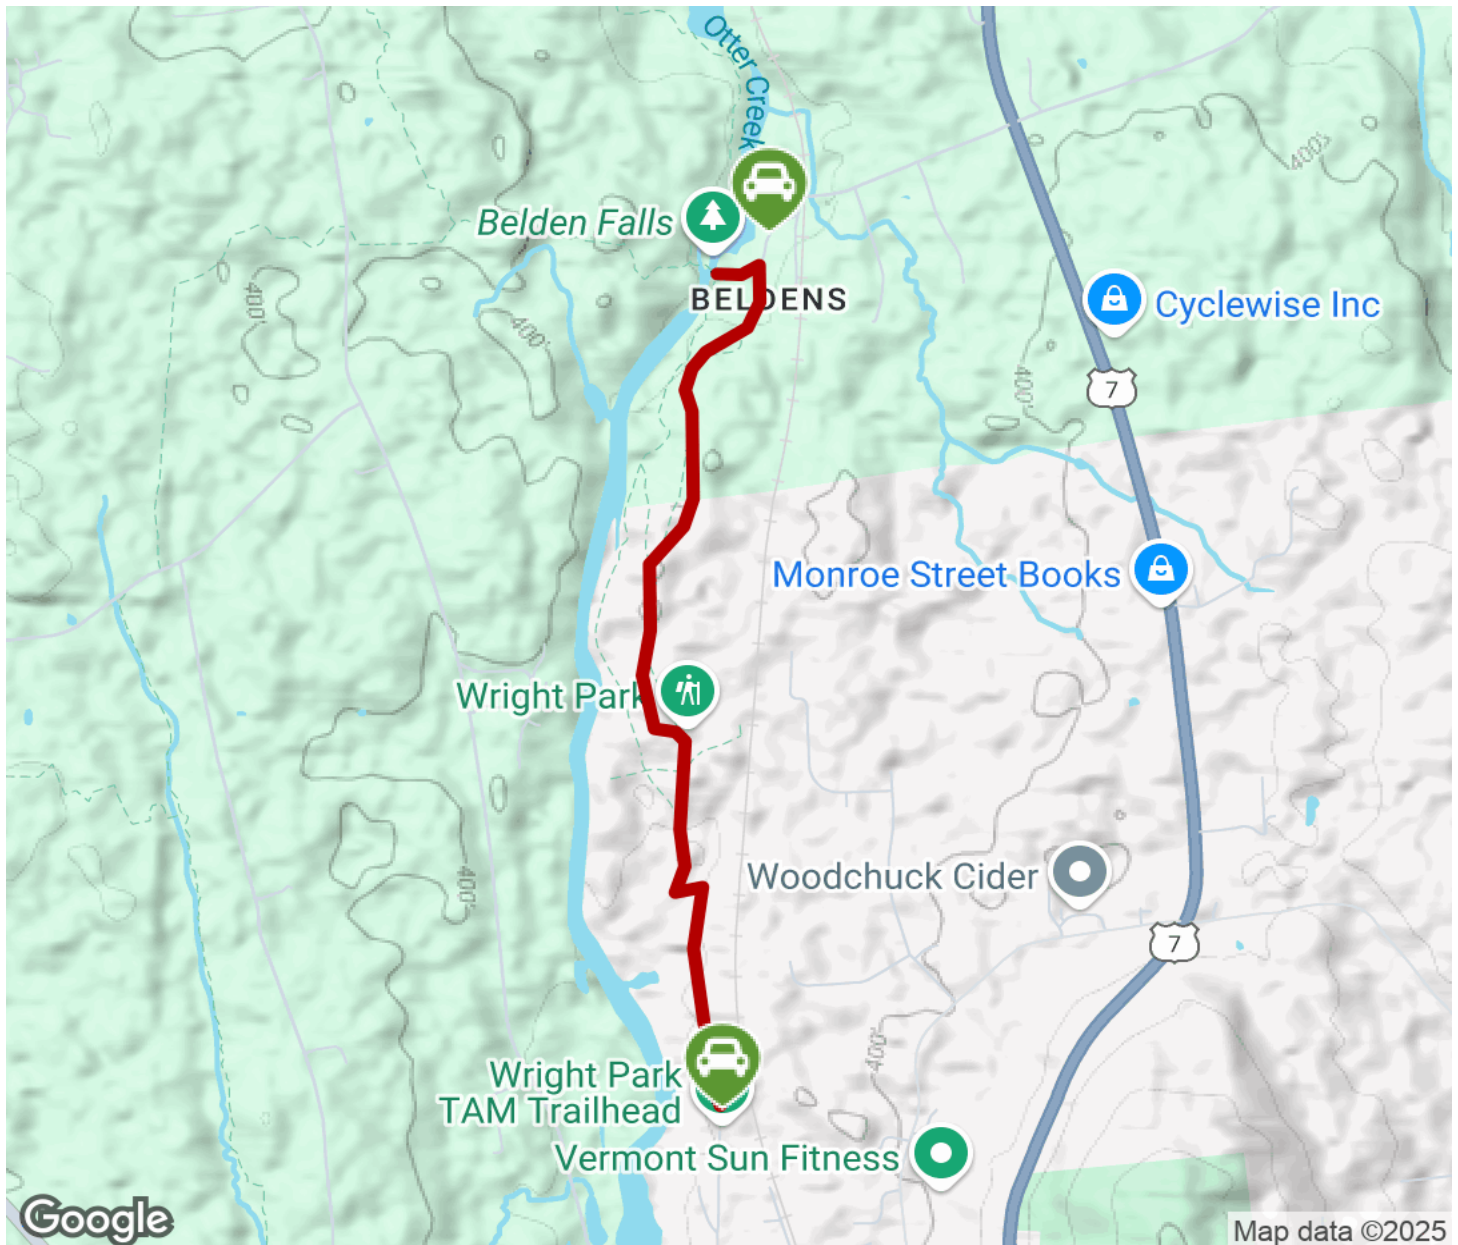 Otter Creek
400'
Belden Falls
BELDENS
400'
400'
Cyclewise Inc
400'
7
Monroe Street Books
Wright Park
Woodchuck Cider
400'
7
400'
Wright Park
TAM Trailhead
Vermont Sun Fitness
Google
Map data ©2025